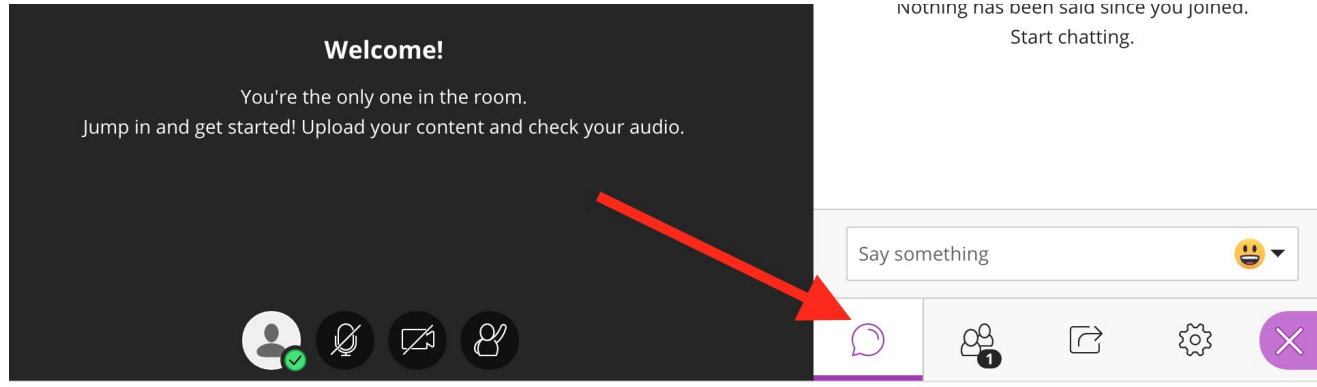 Welcome!
You're the only one in the room.
Jump in and get started! Upload your content and check your audio.
Nothing has been said since you joined.
Start chatting.
Say something
1